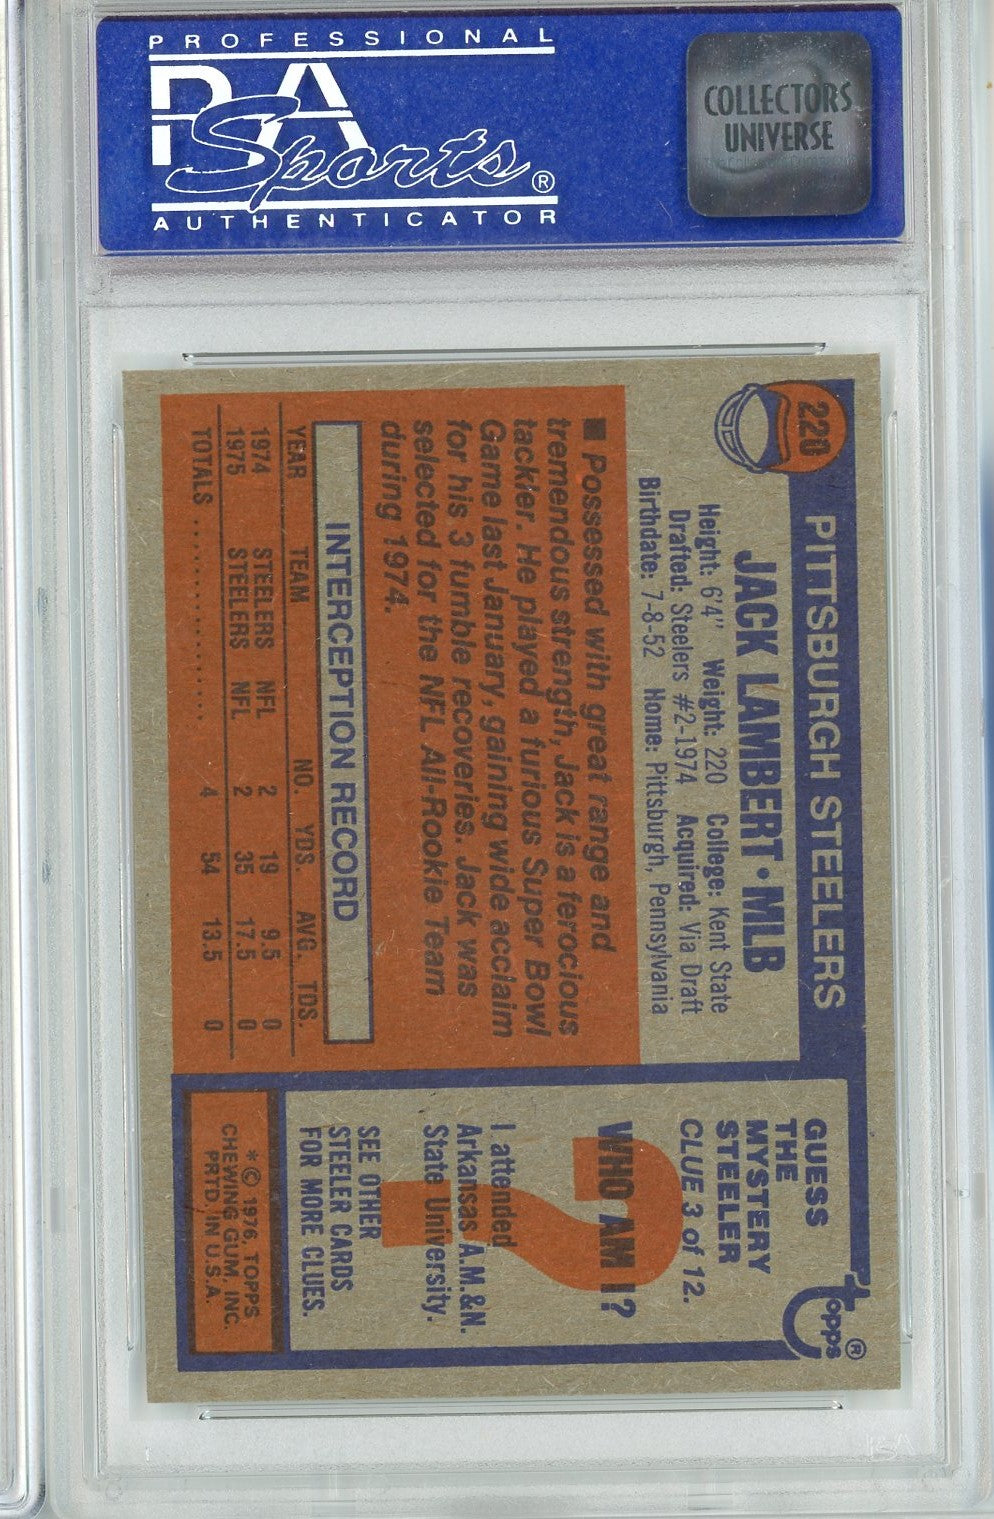 PROFESSIONAL
PSA
Sports®
AUTHENTICATOR
COLLECTORS
UNIVERSE
220
PITTSBURGH STEELERS
JACK LAMBERT • MLB
Height: 6'4" Weight: 220 College: Kent State
Drafted: Steelers #2-1974 Acquired: Via Draft
Birthdate: 7-8-52 Home: Pittsburgh, Pennsylvania
■ Possessed with great range and
tremendous strength, Jack is a ferocious
tackler. He played a furious Super Bowl
Game last January, gaining wide acclaim
for his 3 fumble recoveries. Jack was
selected for the NFL All-Rookie Team
during 1974.
INTERCEPTION RECORD
YEAR TEAM NO. YDS. AVG. TDS.
1974 STEELERS NFL 2 19 9.5 0
1975 STEELERS NFL 2 35 17.5 0
TOTALS .................. 4 54 13.5 0
topps®
GUESS
THE
MYSTERY
STEELER
CLUE 3 of 12.
?
WHO AM I?
I attended
Arkansas A.M.&N.
State University.
SEE OTHER
STEELER CARDS
FOR MORE CLUES.
*© 1976, TOPPS
CHEWING GUM, INC.
PRTD. IN U.S.A.
PSA